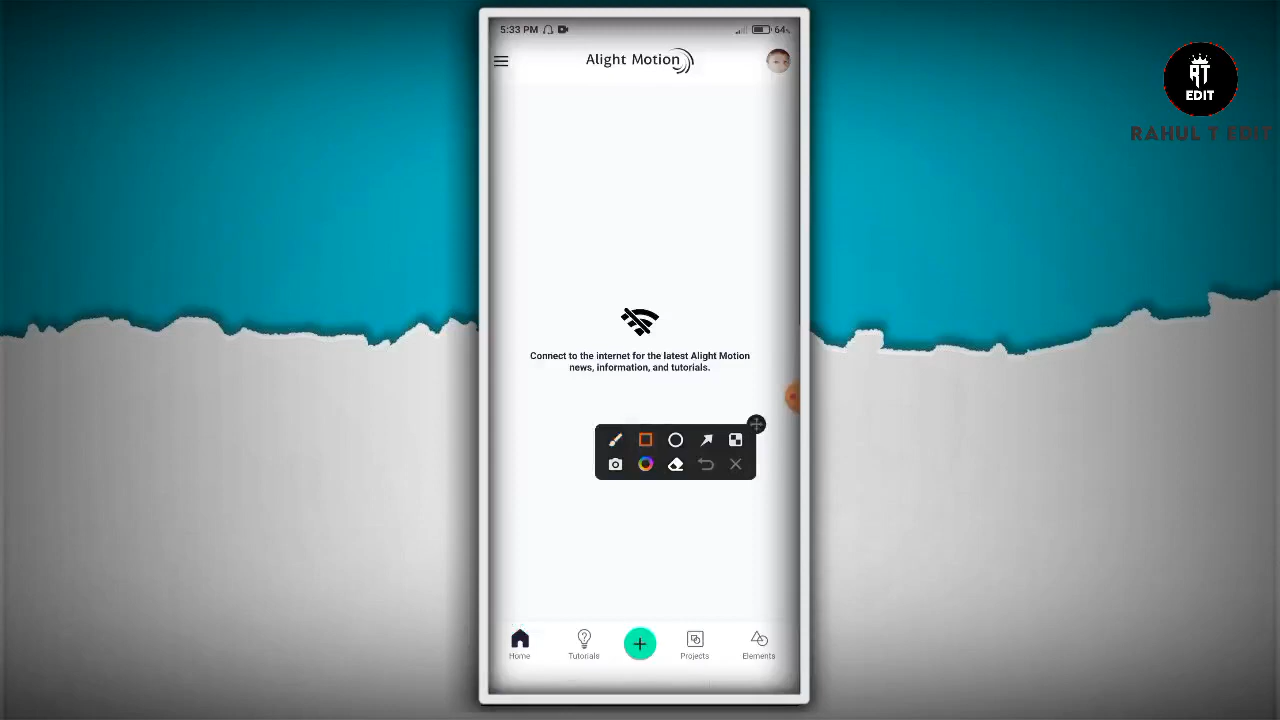 5:33 PM
64%
Alight Motion
RT
EDIT
RAHUL T EDIT
Connect to the internet for the latest Alight Motion
news, information, and tutorials.
Home
Tutorials
Projects
Elements